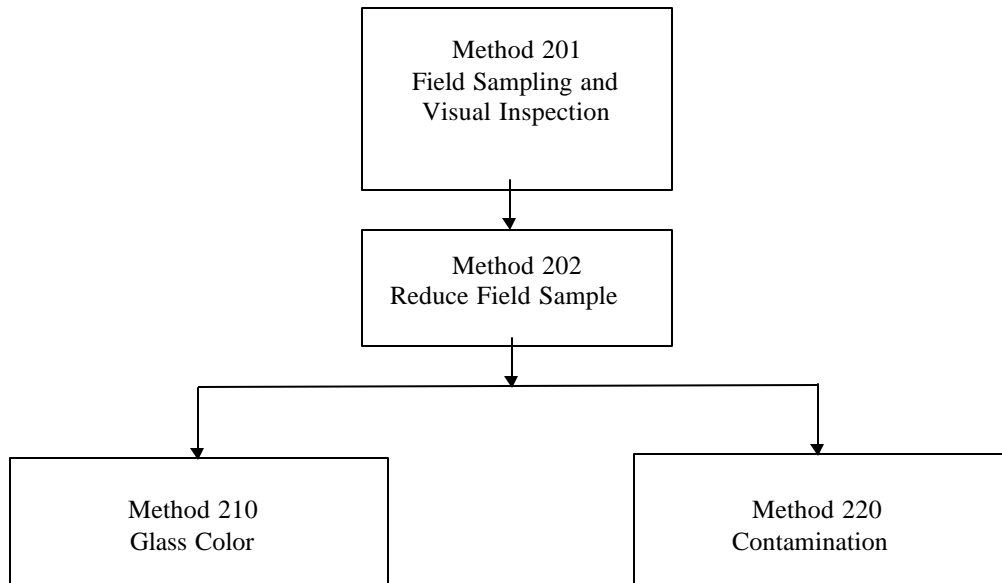 Method 201
Field Sampling and
Visual Inspection
Method 202
Reduce Field Sample
Method 210
Glass Color
Method 220
Contamination